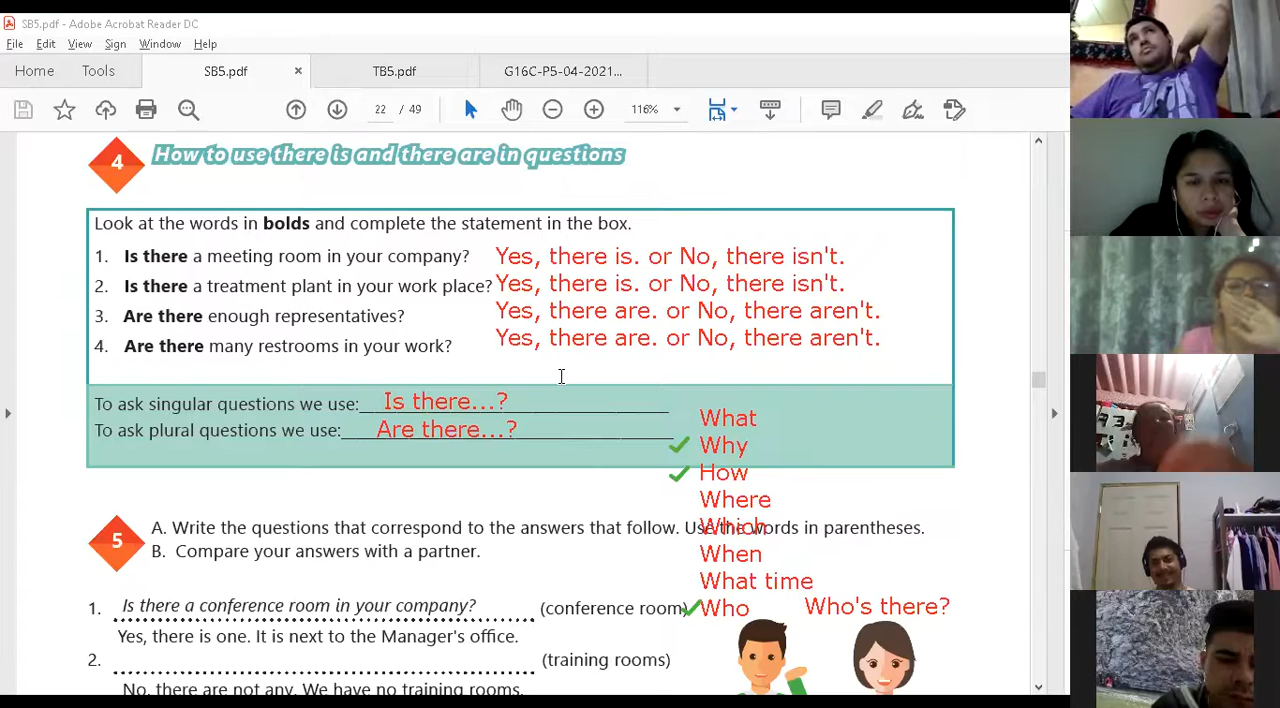 SB5.pdf - Adobe Acrobat Reader DC
File Edit View Sign Window Help
Home Tools SB5.pdf × TB5.pdf G16C-P5-04-2021...
22 / 49 116%
4 How to use there is and there are in questions
Look at the words in bolds and complete the statement in the box.
1. Is there a meeting room in your company? Yes, there is. or No, there isn't.
2. Is there a treatment plant in your work place? Yes, there is. or No, there isn't.
3. Are there enough representatives? Yes, there are. or No, there aren't.
4. Are there many restrooms in your work? Yes, there are. or No, there aren't.
To ask singular questions we use: Is there...?
To ask plural questions we use: Are there...?
What
Why
How
Where
Which
When
What time
Who Who's there?
5 A. Write the questions that correspond to the answers that follow. Use words in parentheses.
B. Compare your answers with a partner.
1. Is there a conference room in your company? (conference room)
Yes, there is one. It is next to the Manager's office.
2. (training rooms)
No, there are not any. We have no training rooms.